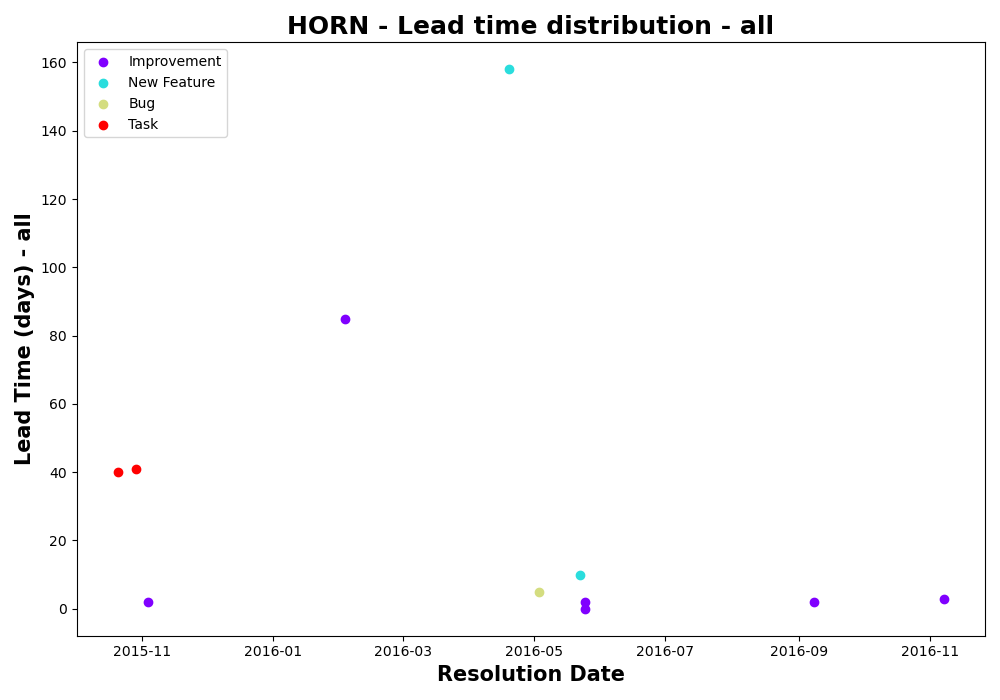 HORN - Lead time distribution - all
Improvement
New Feature
Bug
Task
Lead Time (days) - all
160
140
120
100
80
60
40
20
0
2015-11
2016-01
2016-03
2016-05
2016-07
2016-09
2016-11
Resolution Date